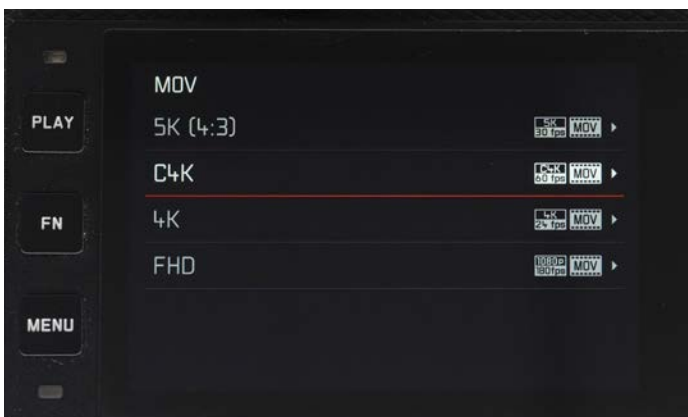 MOV
PLAY
5K (4:3) 5K 30 fps MOV
C4K C4K 60 fps MOV
FN
4K 4K 24 fps MOV
FHD 1080p 180fps MOV
MENU